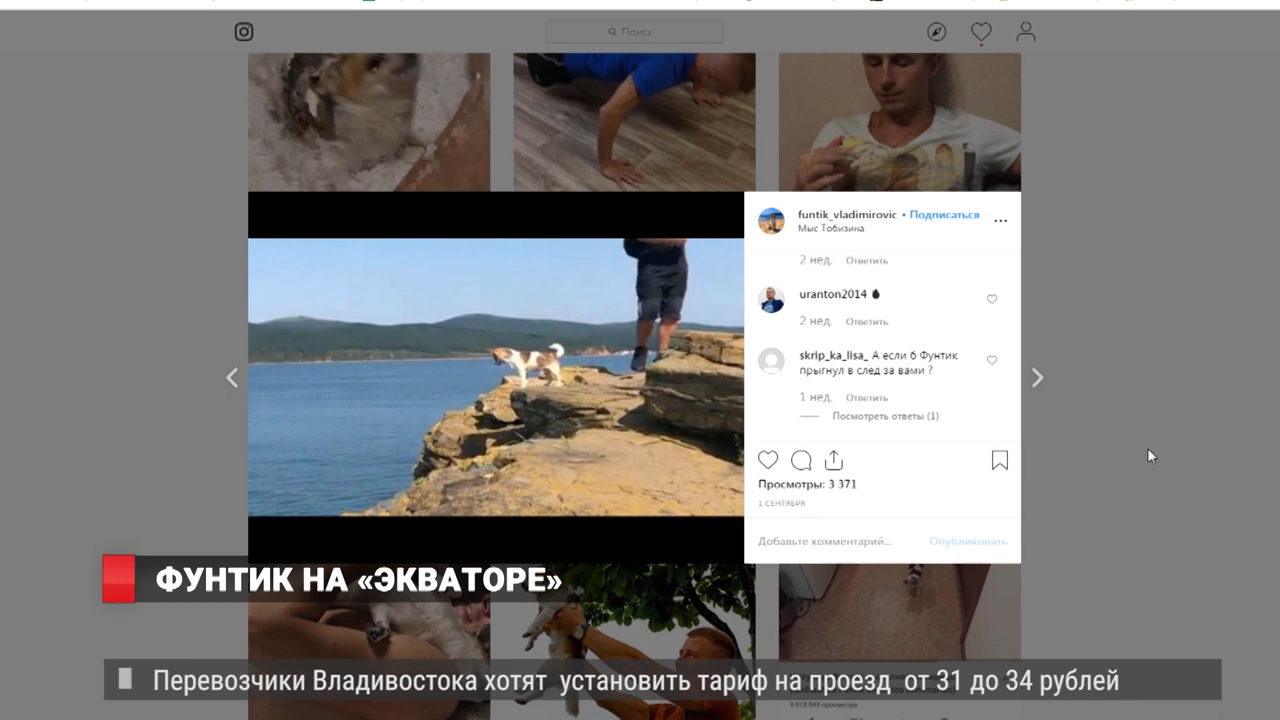 Поиск
funtik_vladimirovic • Подписаться
Мыс Тобизина
2 нед. Ответить
uranton2014
2 нед. Ответить
skrip_ka_lisa_ А если б Фунтик
прыгнул в след за вами ?
1 нед. Ответить
Посмотреть ответы (1)
Просмотры: 3 371
1 СЕНТЯБРЯ
Добавьте комментарий... Опубликовать
ФУНТИК НА «ЭКВАТОРЕ»
Перевозчики Владивостока хотят установить тариф на проезд от 31 до 34 рублей